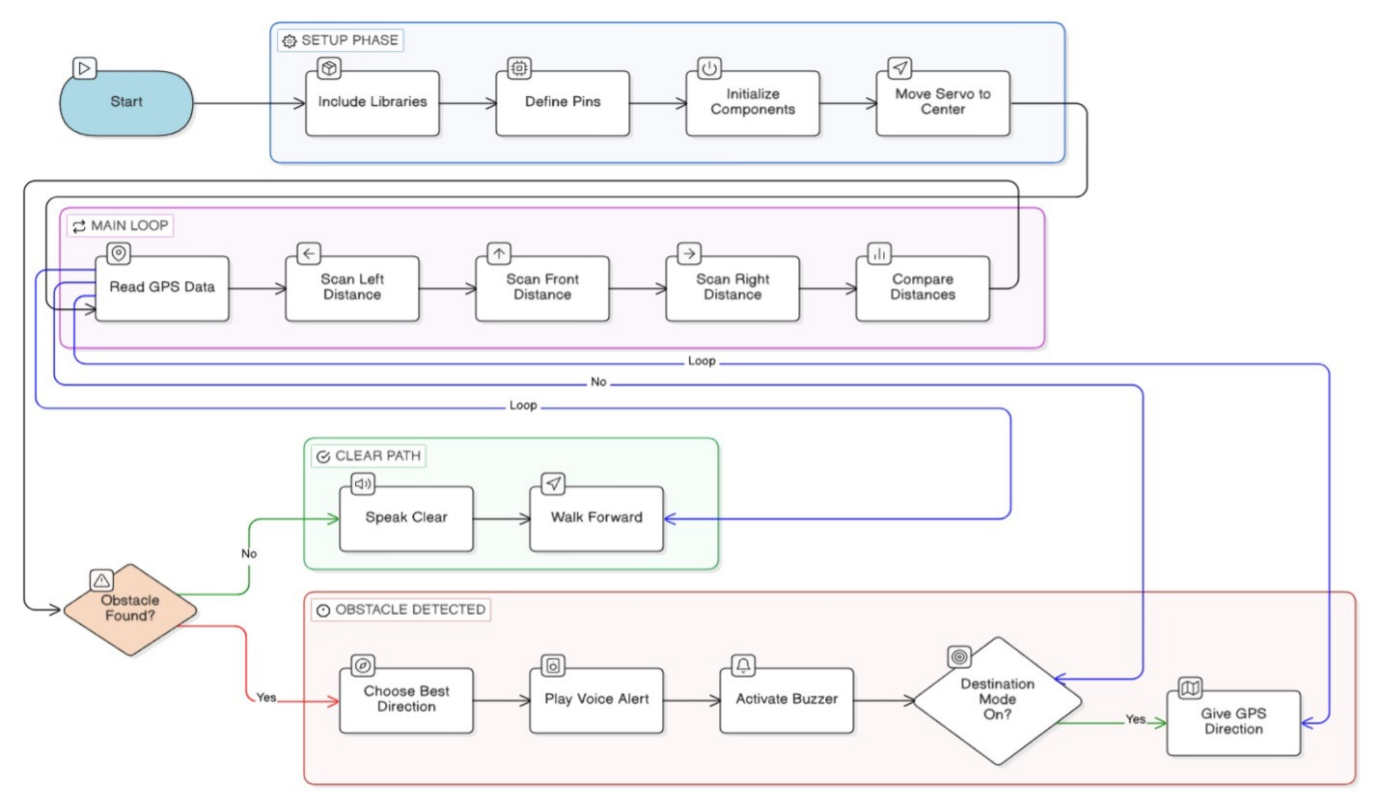 SETUP PHASE
Start
Include Libraries
Define Pins
Initialize
Components
Move Servo to
Center
MAIN LOOP
Read GPS Data
Scan Left
Distance
Scan Front
Distance
Scan Right
Distance
Compare
Distances
Loop
No
Loop
CLEAR PATH
Speak Clear
Walk Forward
No
Obstacle
Found?
Yes
OBSTACLE DETECTED
Choose Best
Direction
Play Voice Alert
Activate Buzzer
Destination
Mode
On?
Yes
Give GPS
Direction